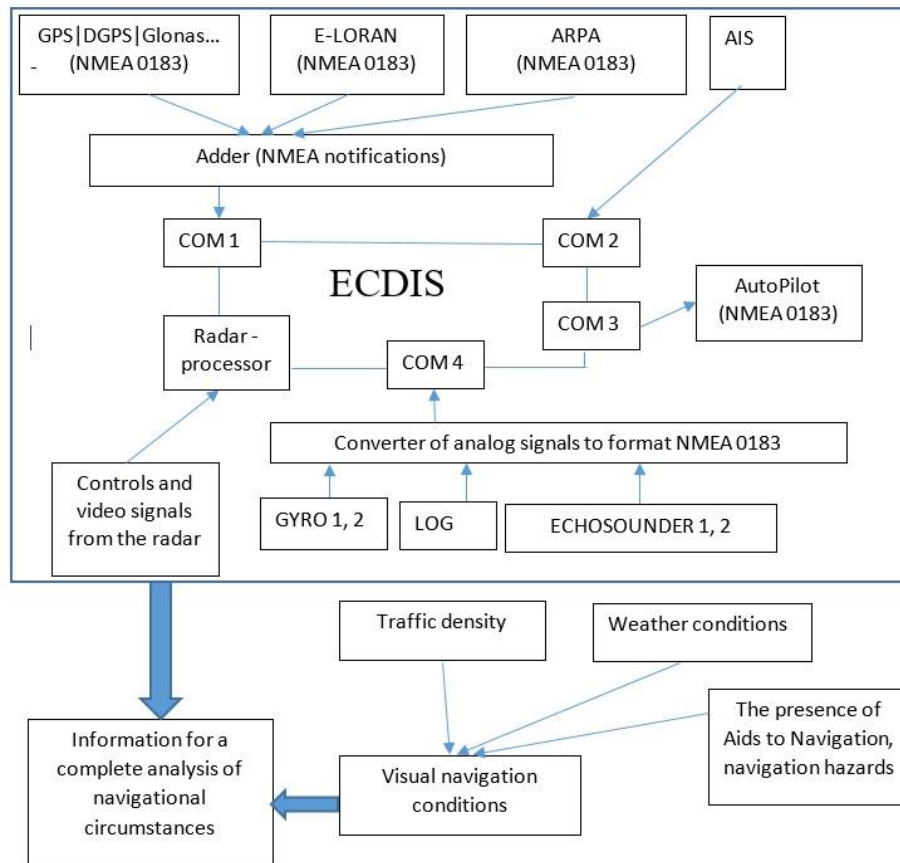 GPS|DGPS|Glonas...
- (NMEA 0183)
E-LORAN
(NMEA 0183)
ARPA
(NMEA 0183)
AIS
Adder (NMEA notifications)
COM 1
COM 2
ECDIS
COM 3
AutoPilot
(NMEA 0183)
Radar -
processor
COM 4
Converter of analog signals to format NMEA 0183
Controls and
video signals
from the radar
GYRO 1, 2
LOG
ECHOSOUNDER 1, 2
Traffic density
Weather conditions
The presence of
Aids to Navigation,
navigation hazards
Information for a
complete analysis of
navigational
circumstances
Visual navigation
conditions